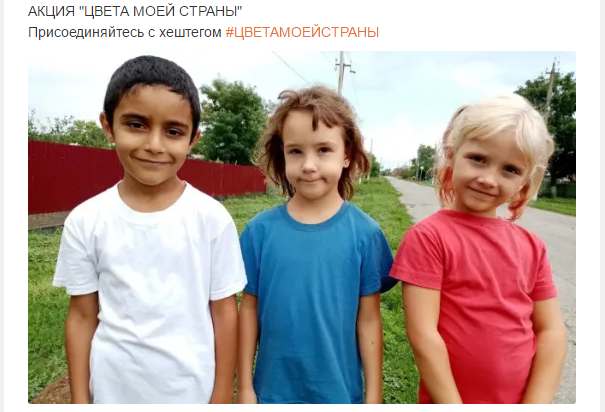 АКЦИЯ "ЦВЕТА МОЕЙ СТРАНЫ"
Присоединяйтесь с хештегом #ЦВЕТАМОЕЙСТРАНЫ